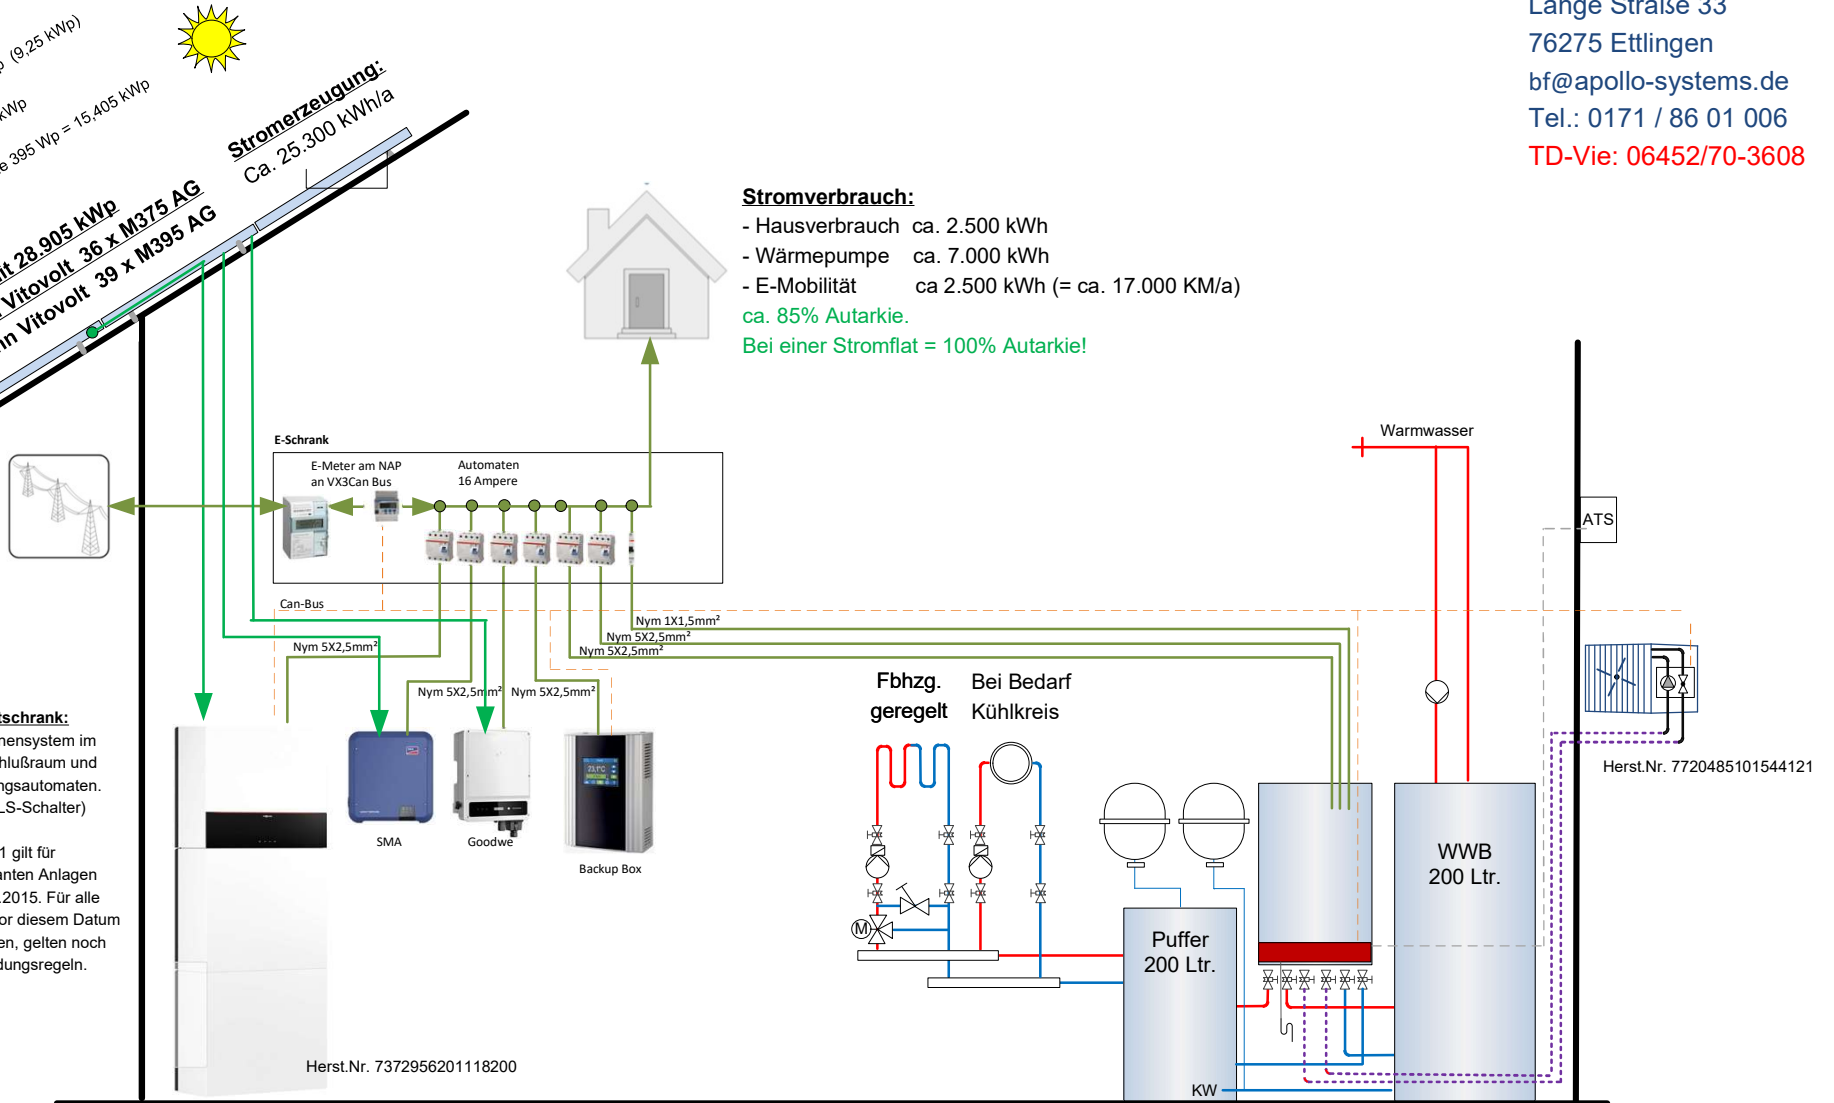 (9,25 kWp)
kWp
395 Wp = 15,405 kWp
28.905 kWp
Vitovolt 36 x M375 AG
Vitovolt 39 x M395 AG
Stromerzeugung:
Ca. 25.300 kWh/a
Lange Straße 33
76275 Ettlingen
bf@apollo-systems.de
Tel.: 0171 / 86 01 006
TD-Vie: 06452/70-3608
Stromverbrauch:
- Hausverbrauch ca. 2.500 kWh
- Wärmepumpe ca. 7.000 kWh
- E-Mobilität ca 2.500 kWh (= ca. 17.000 KM/a)
ca. 85% Autarkie.
Bei einer Stromflat = 100% Autarkie!
E-Schrank
E-Meter am NAP
an VX3Can Bus
Automaten
16 Ampere
Can-Bus
Nym 5X2,5mm²
Nym 5X2,5mm²
Nym 5X2,5mm²
Nym 1X1,5mm²
Nym 5X2,5mm²
Nym 5X2,5mm²
Warmwasser
ATS
Herst.Nr. 7720485101544121
Fbhzg.
geregelt
Bei Bedarf
Kühlkreis
M
tschrank:
nensystem im
hlußraum und
ngsautomaten.
LS-Schalter)
1 gilt für
anten Anlagen
.2015. Für alle
or diesem Datum
en, gelten noch
dungsregeln.
SMA
Goodwe
Backup Box
Herst.Nr. 7372956201118200
Puffer
200 Ltr.
WWB
200 Ltr.
KW